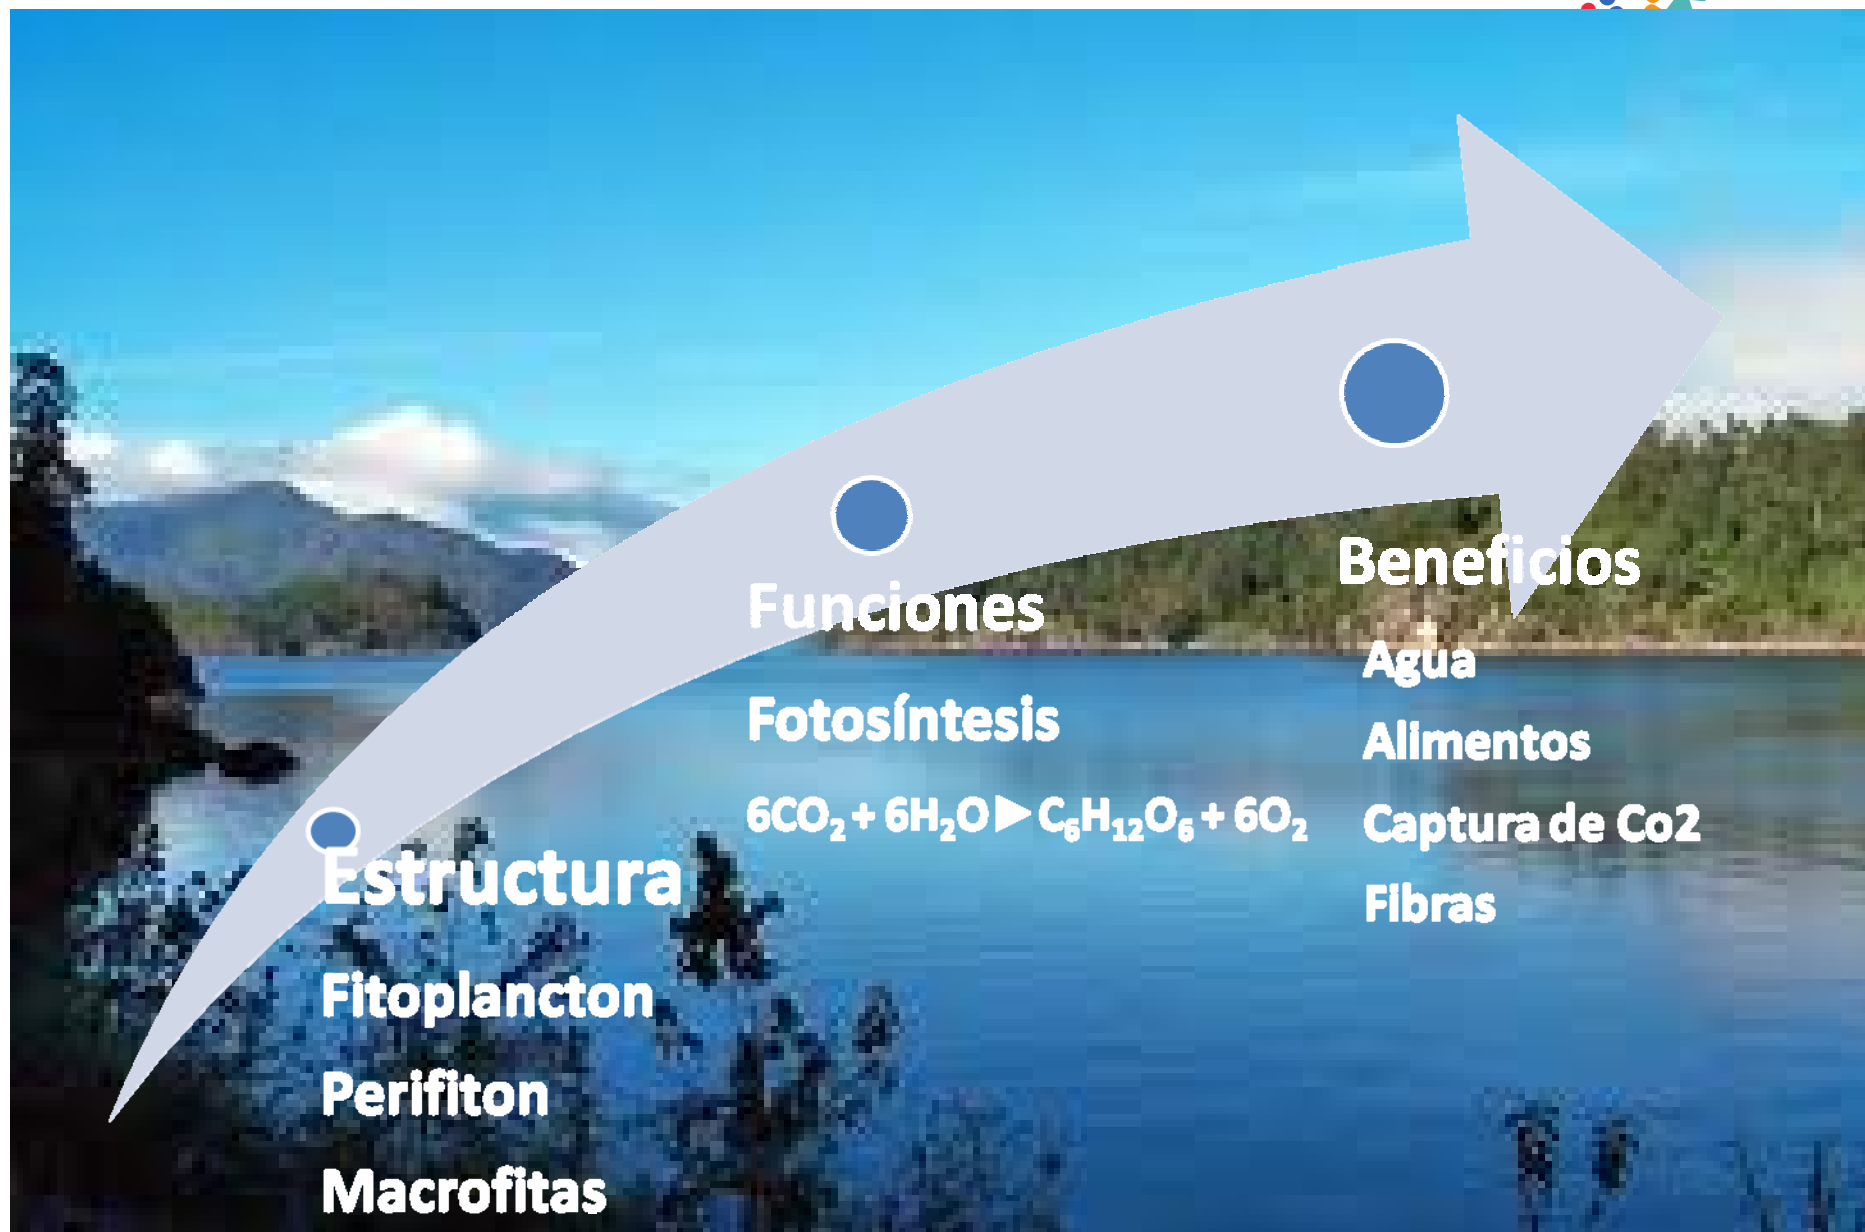 Estructura
Fitoplancton
Perifiton
Macrofitas
Funciones
Fotosíntesis
6CO₂ + 6H₂O ► C₆H₁₂O₆ + 6O₂
Beneficios
Agua
Alimentos
Captura de Co2
Fibras